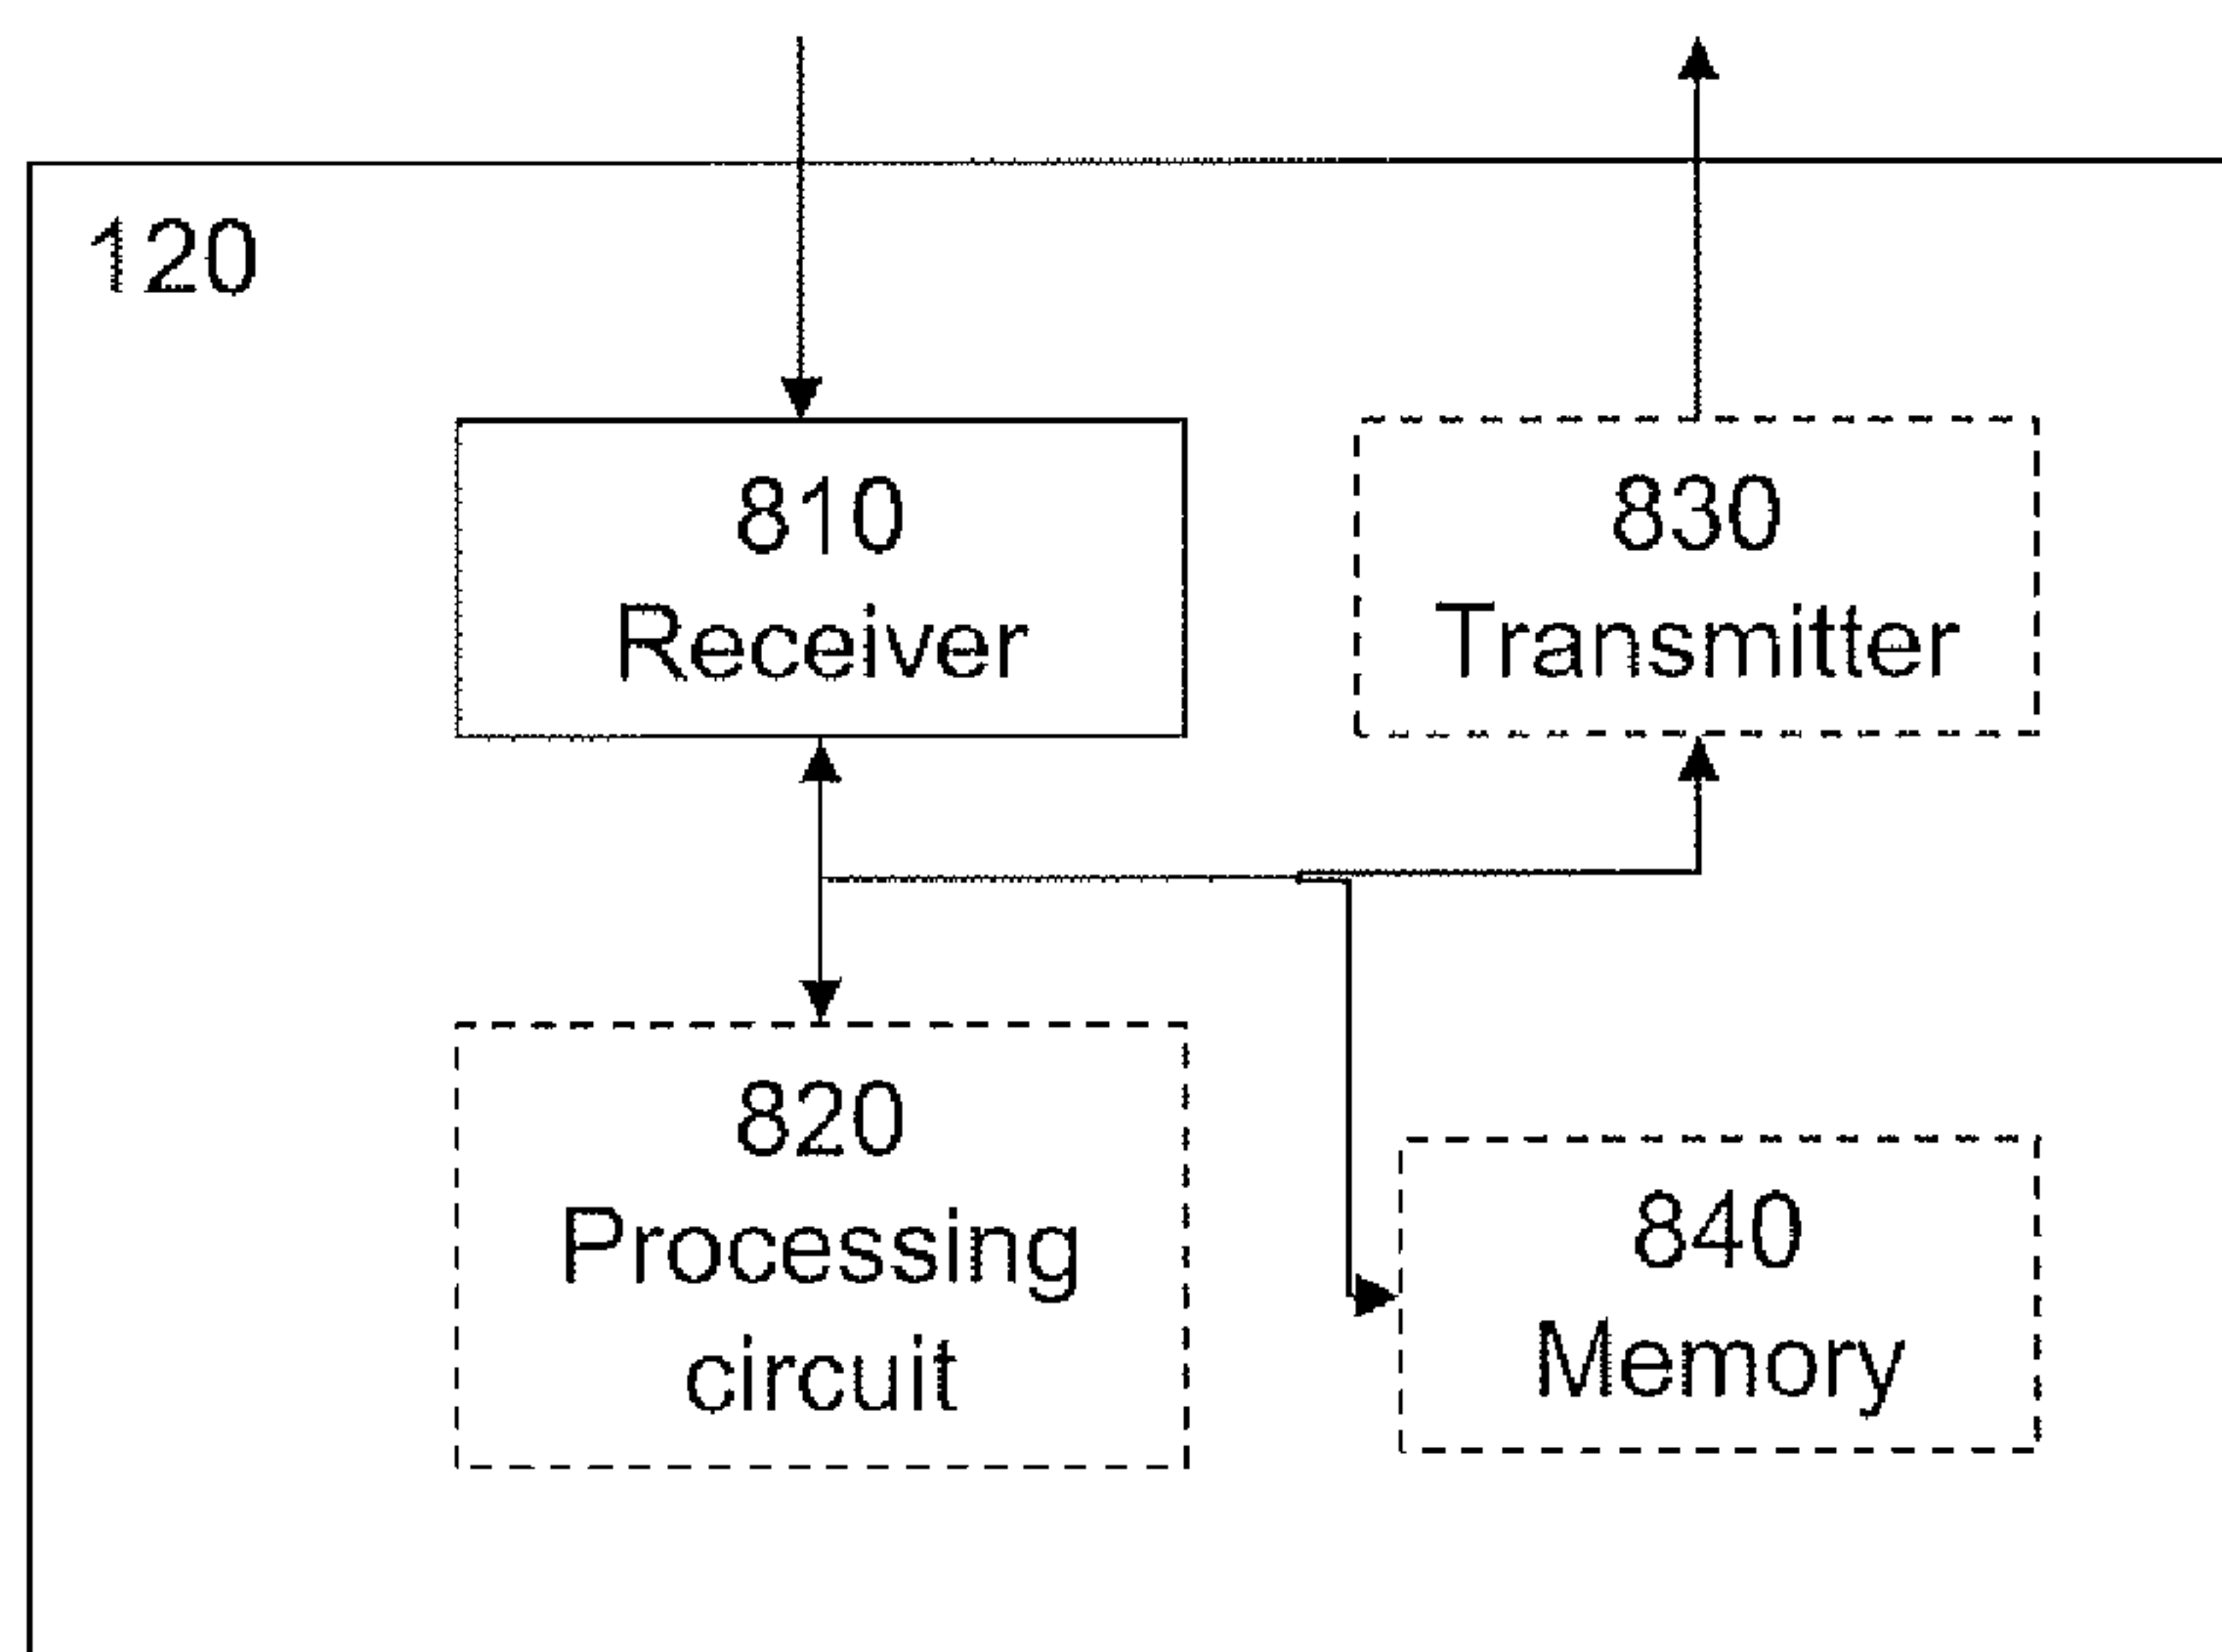 120
810
Receiver
830
Transmitter
820
Processing
circuit
840
Memory